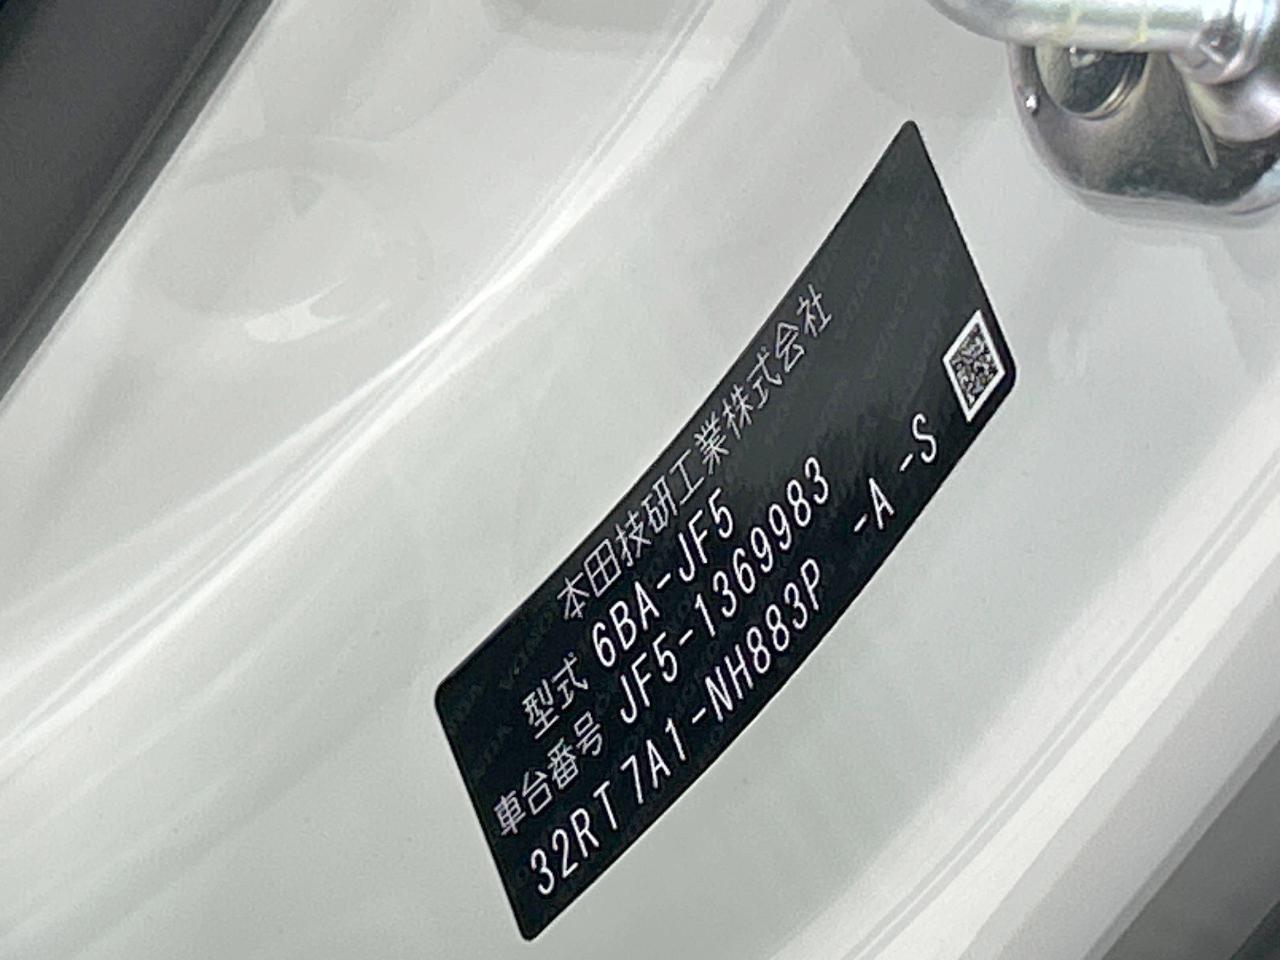 本田技研工業株式会社
型式 6BA-JF5
車台番号 JF5-1369983
32RT 7A1-NH883P -A -S